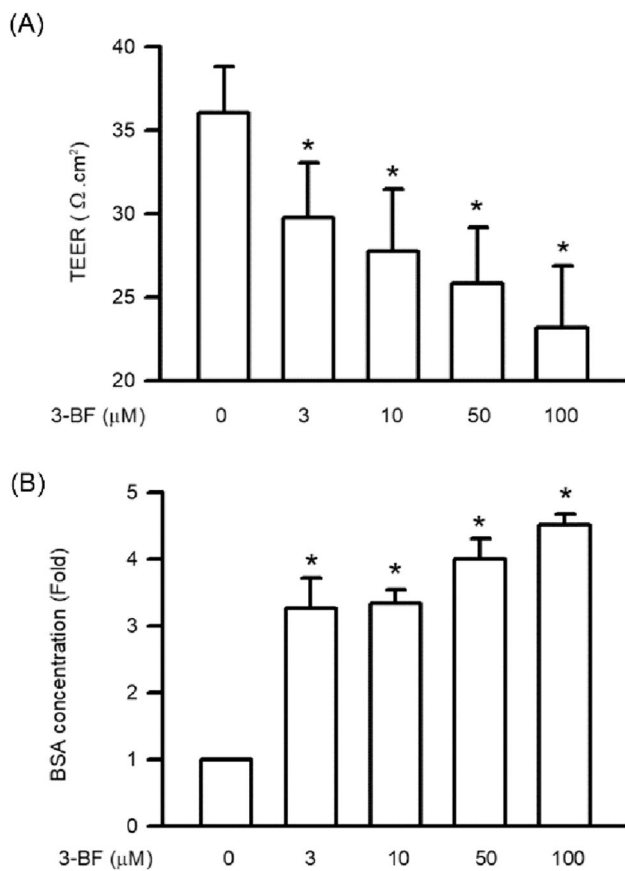 (A)
40
35
30
25
20
TEER ( Ω .cm²)
* * * *
3-BF (μM) 0 3 10 50 100
(B)
5
4
3
2
1
0
BSA concentration (Fold)
* * * *
3-BF (μM) 0 3 10 50 100